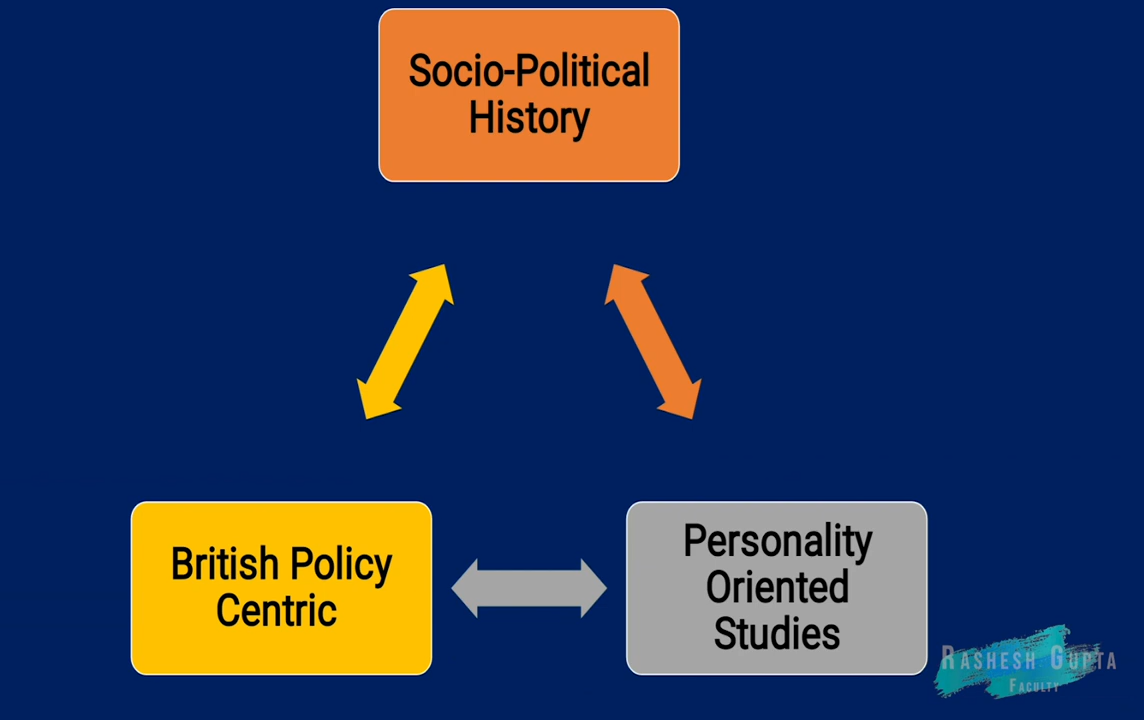 Socio-Political
History
British Policy
Centric
Personality
Oriented
Studies
RASHESH GUPTA
FACULTY